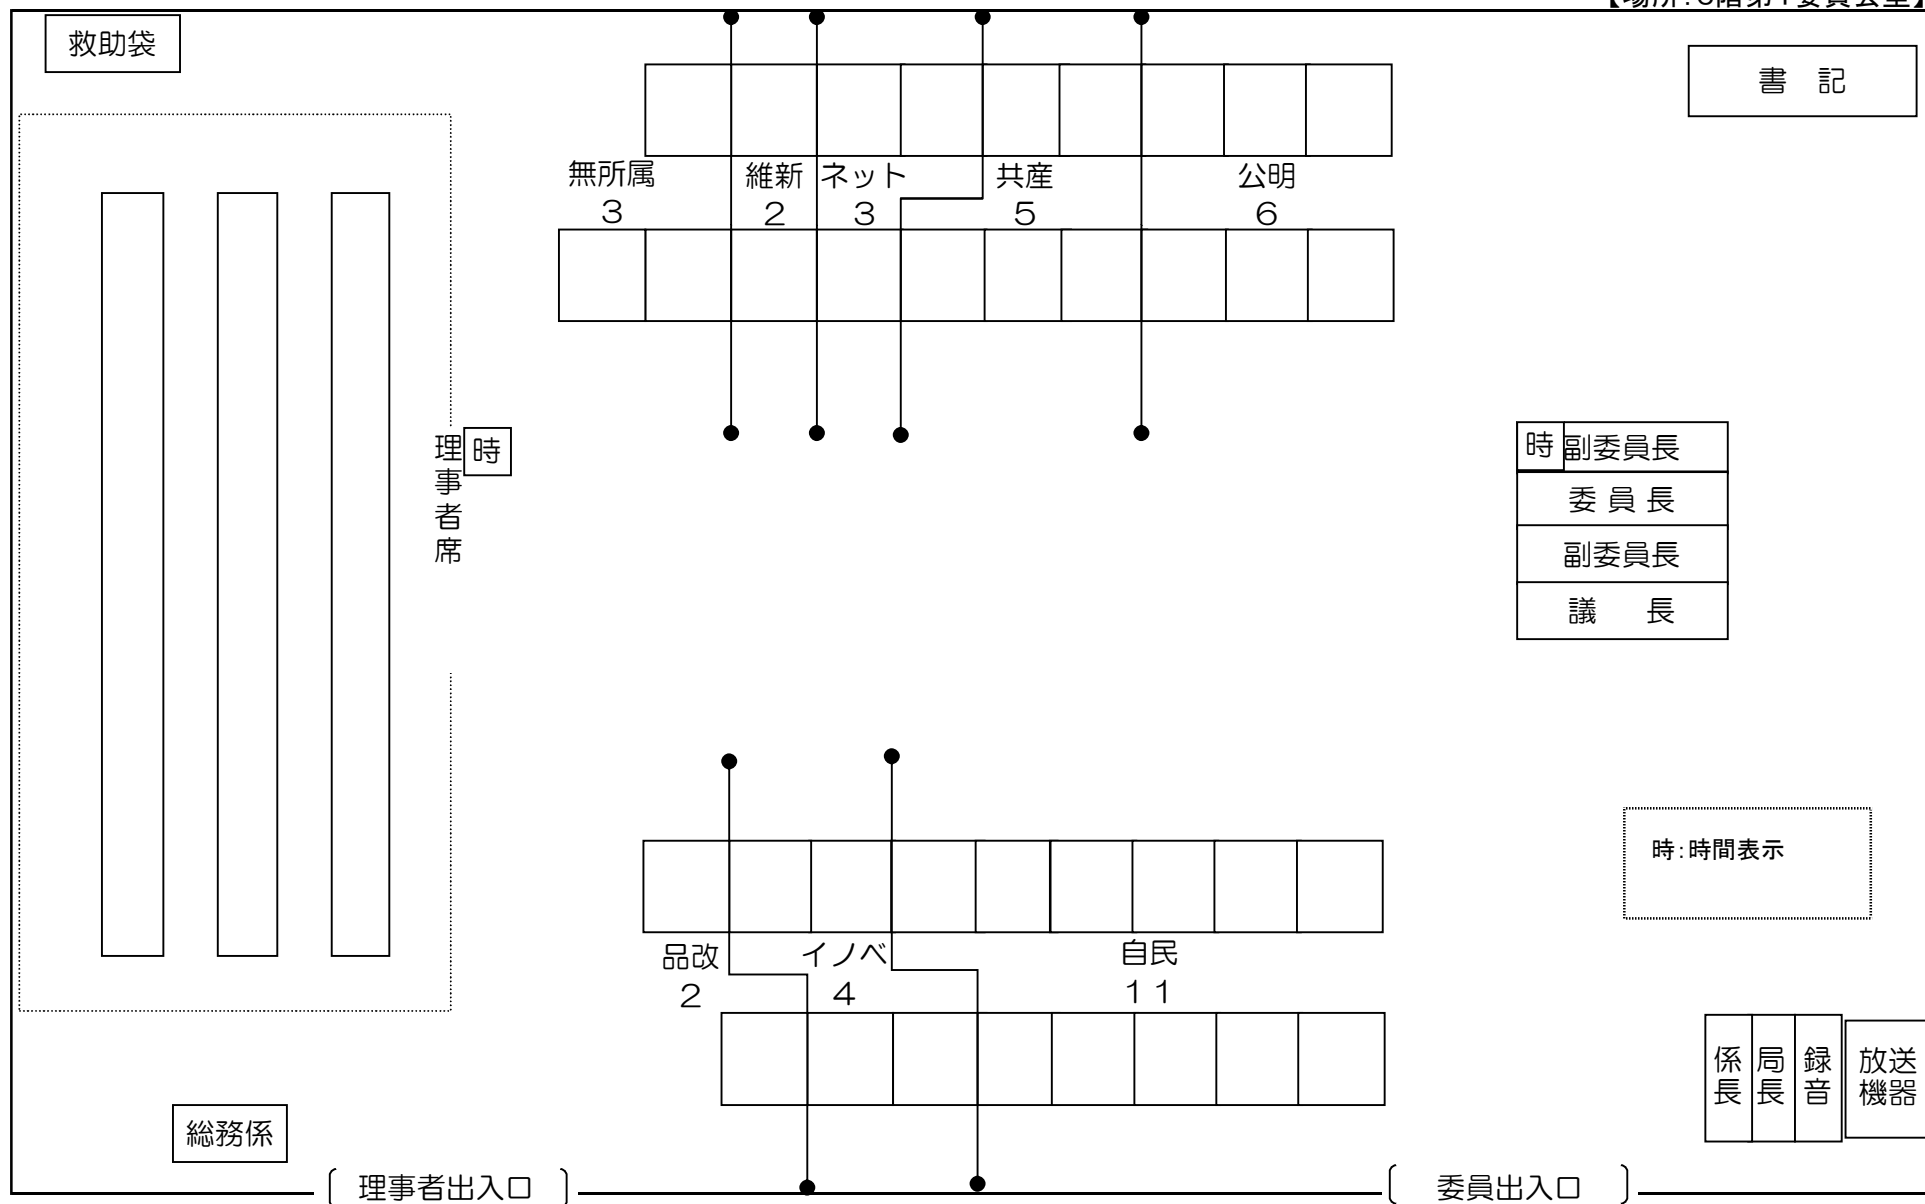 救助袋
書 記
無所属
3
維新
2
ネット
3
共産
5
公明
6
理事者席
時
時
副委員長
委員長
副委員長
議 長
時:時間表示
品改
2
イノベ
4
自民
11
係長
局長
録音
放送
機器
総務係
理事者出入口
委員出入口